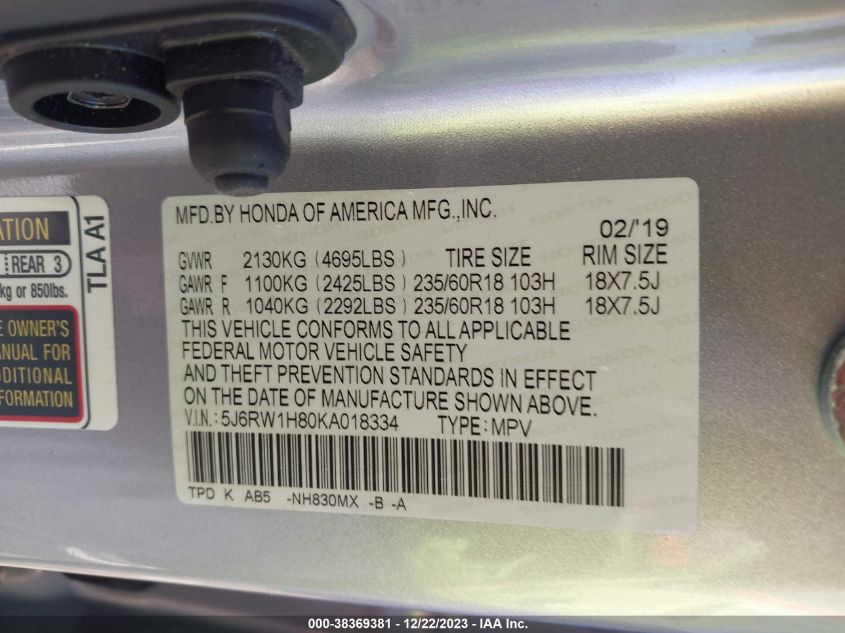 ATION
REAR 3
kg or 850lbs.
TLA A1
E OWNER'S
ANUAL FOR
DDITIONAL
FORMATION
MFD.BY HONDA OF AMERICA MFG.,INC.
02/'19
GVWR 2130KG (4695LBS) TIRE SIZE RIM SIZE
GAWR F 1100KG (2425LBS) 235/60R18 103H 18X7.5J
GAWR R 1040KG (2292LBS) 235/60R18 103H 18X7.5J
THIS VEHICLE CONFORMS TO ALL APPLICABLE
FEDERAL MOTOR VEHICLE SAFETY
AND THEFT PREVENTION STANDARDS IN EFFECT
ON THE DATE OF MANUFACTURE SHOWN ABOVE.
V.I.N.: 5J6RW1H80KA018334 TYPE:MPV
TPD K AB5 -NH830MX -B -A
000-38369381 - 12/22/2023 - IAA Inc.